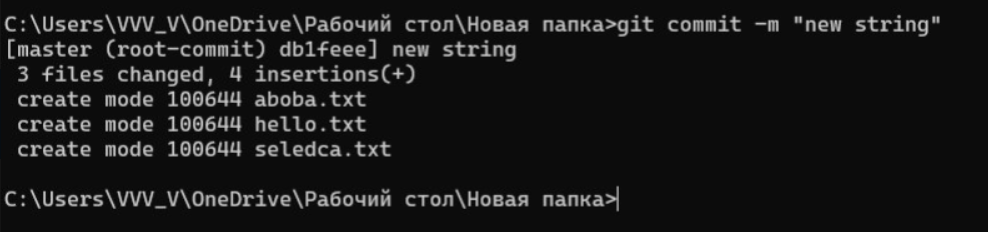 C:\Users\VVV_V\OneDrive\Рабочий стол\Новая папка>git commit -m "new string"
[master (root-commit) db1feee] new string
 3 files changed, 4 insertions(+)
 create mode 100644 aboba.txt
 create mode 100644 hello.txt
 create mode 100644 seledca.txt
C:\Users\VVV_V\OneDrive\Рабочий стол\Новая папка>